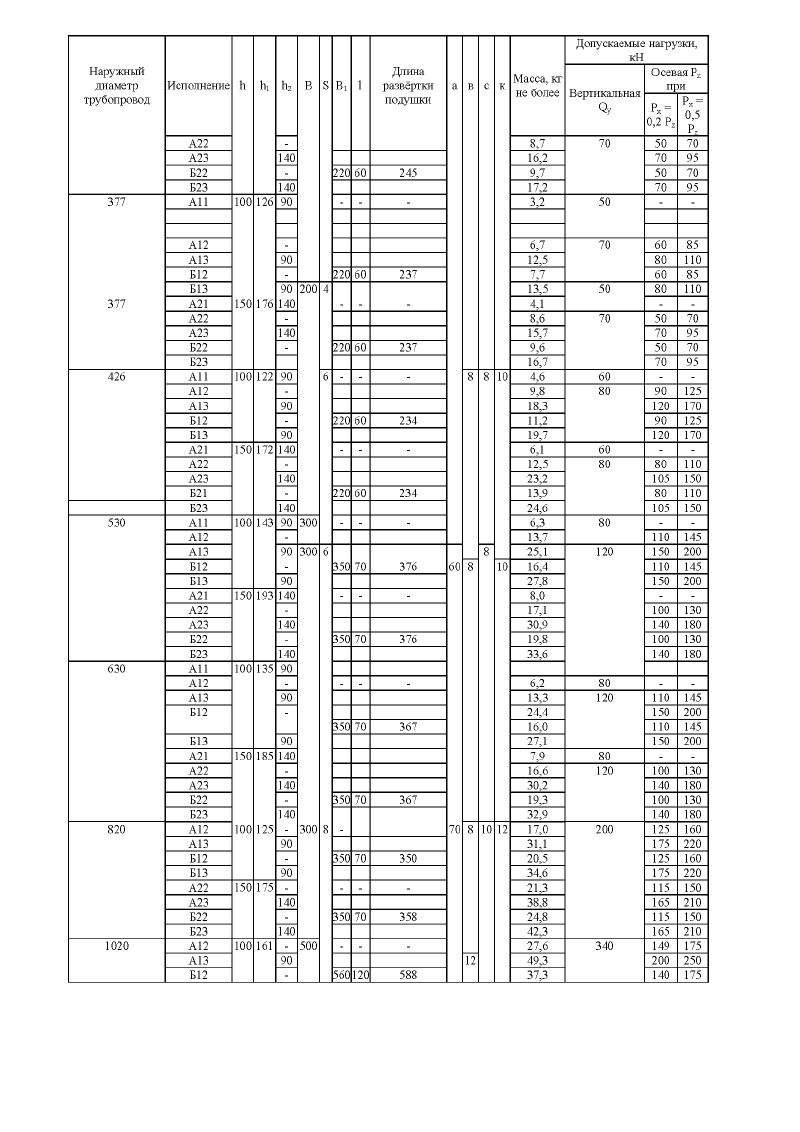 Допускаемые нагрузки, кН
Наружный диаметр трубопровод Исполнение h h₁ h₂ В S В₁ l Длина развёртки подушки а в с к Масса, кг не более Вертикальная Qy Осевая Pz при
Px = 0,2 Pz Px = 0,5 Pz
А22 - 8,7 70 50 70
А23 140 16,2 70 95
Б22 - 220 60 245 9,7 50 70
Б23 140 17,2 70 95
377 А11 100 126 90 - - - 3,2 50 - -
А12 - 6,7 70 60 85
А13 90 12,5 80 110
Б12 - 220 60 237 7,7 60 85
Б13 90 200 4 13,5 50 80 110
377 А21 150 176 140 - - - 4,1 - -
А22 - 8,6 70 50 70
А23 140 15,7 70 95
Б22 - 220 60 237 9,6 50 70
Б23 16,7 70 95
426 А11 100 122 90 6 - - - 8 8 10 4,6 60 - -
А12 - 9,8 80 90 125
А13 90 18,3 120 170
Б12 - 220 60 234 11,2 90 125
Б13 90 19,7 120 170
А21 150 172 140 - - - 6,1 60 - -
А22 - 12,5 80 80 110
А23 140 23,2 105 150
Б21 - 220 60 234 13,9 80 110
Б23 140 24,6 105 150
530 А11 100 143 90 300 - - - 6,3 80 - -
А12 - 13,7 110 145
А13 90 300 6 8 25,1 120 150 200
Б12 - 350 70 376 60 8 10 16,4 110 145
Б13 90 27,8 150 200
А21 150 193 140 - - - 8,0 - -
А22 - 17,1 100 130
А23 140 30,9 140 180
Б22 - 350 70 376 19,8 100 130
Б23 140 33,6 140 180
630 А11 100 135 90
А12 - - - - 6,2 80 - -
А13 90 13,3 120 110 145
Б12 - 24,4 150 200
350 70 367 16,0 110 145
Б13 90 27,1 150 200
А21 150 185 140 7,9 80 - -
А22 - 16,6 120 100 130
А23 140 30,2 140 180
Б22 - 350 70 367 19,3 100 130
Б23 140 32,9 140 180
820 А12 100 125 - 300 8 - 70 8 10 12 17,0 200 125 160
А13 90 31,1 175 220
Б12 - 350 70 350 20,5 125 160
Б13 90 34,6 175 220
А22 150 175 - - - - 21,3 115 150
А23 140 38,8 165 210
Б22 - 350 70 358 24,8 115 150
Б23 140 42,3 165 210
1020 А12 100 161 - 500 - - - 27,6 340 149 175
А13 90 12 49,3 200 250
Б12 - 560 120 588 37,3 140 175